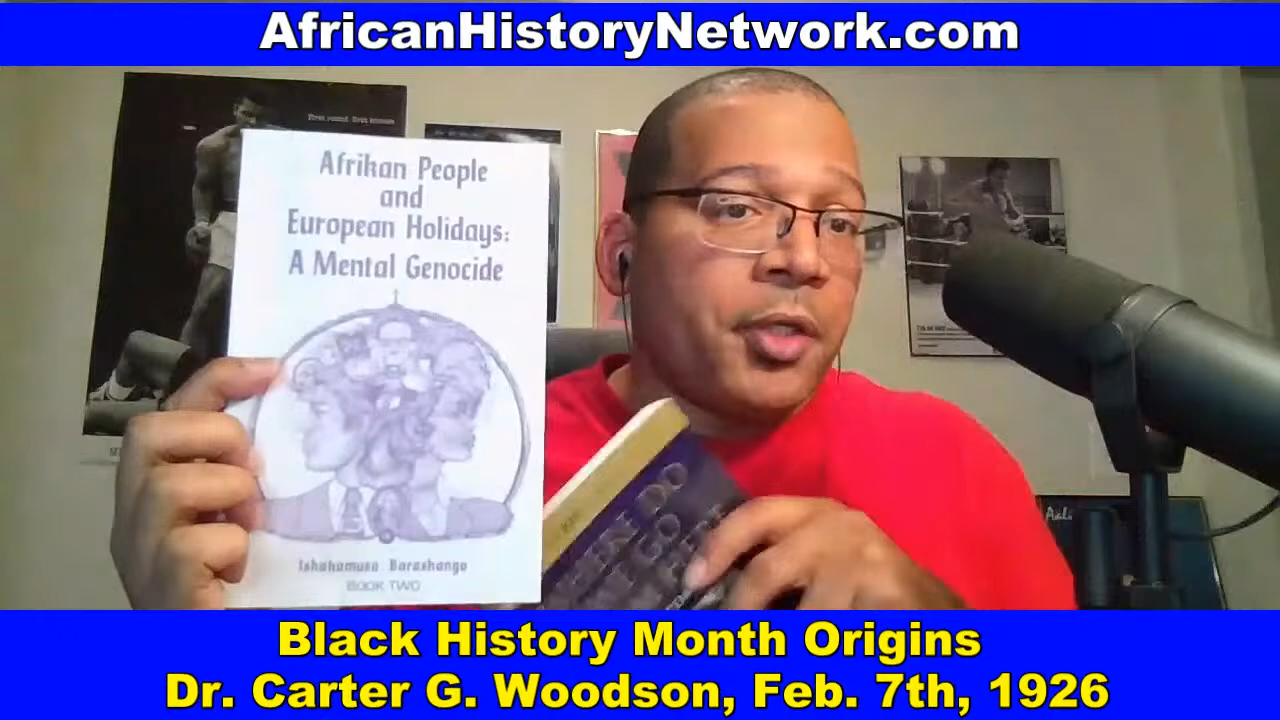 AfricanHistoryNetwork.com
Afrikan People
and
European Holidays:
A Mental Genocide
Ishakamusa Barashango
BOOK TWO
Black History Month Origins
Dr. Carter G. Woodson, Feb. 7th, 1926